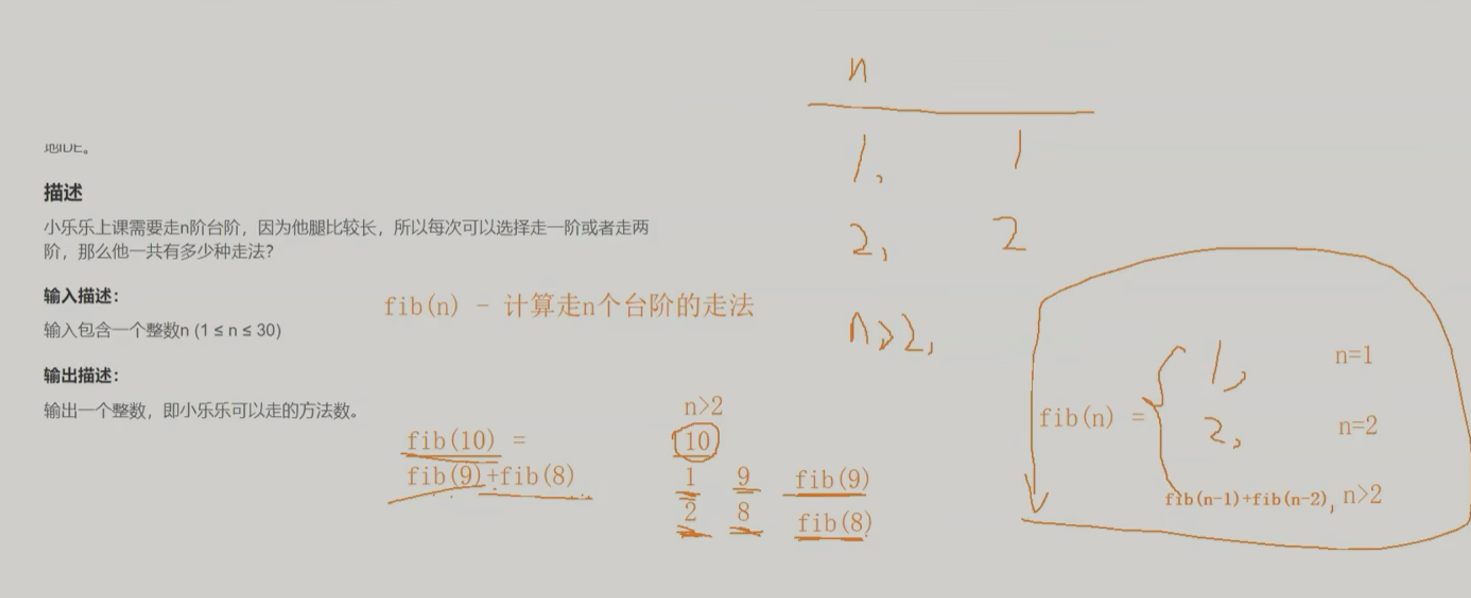 描述
小乐乐上课需要走n阶台阶，因为他腿比较长，所以每次可以选择走一阶或者走两
阶，那么他一共有多少种走法？
输入描述：
输入包含一个整数n (1 ≤ n ≤ 30)
输出描述：
输出一个整数，即小乐乐可以走的方法数。
fib(n) - 计算走n个台阶的走法
fib(10) =
fib(9)+fib(8)
n>2
10
1 9 fib(9)
2 8 fib(8)
n
1, 1
2, 2
n>2,
fib(n) =
1, n=1
2, n=2
fib(n-1)+fib(n-2), n>2